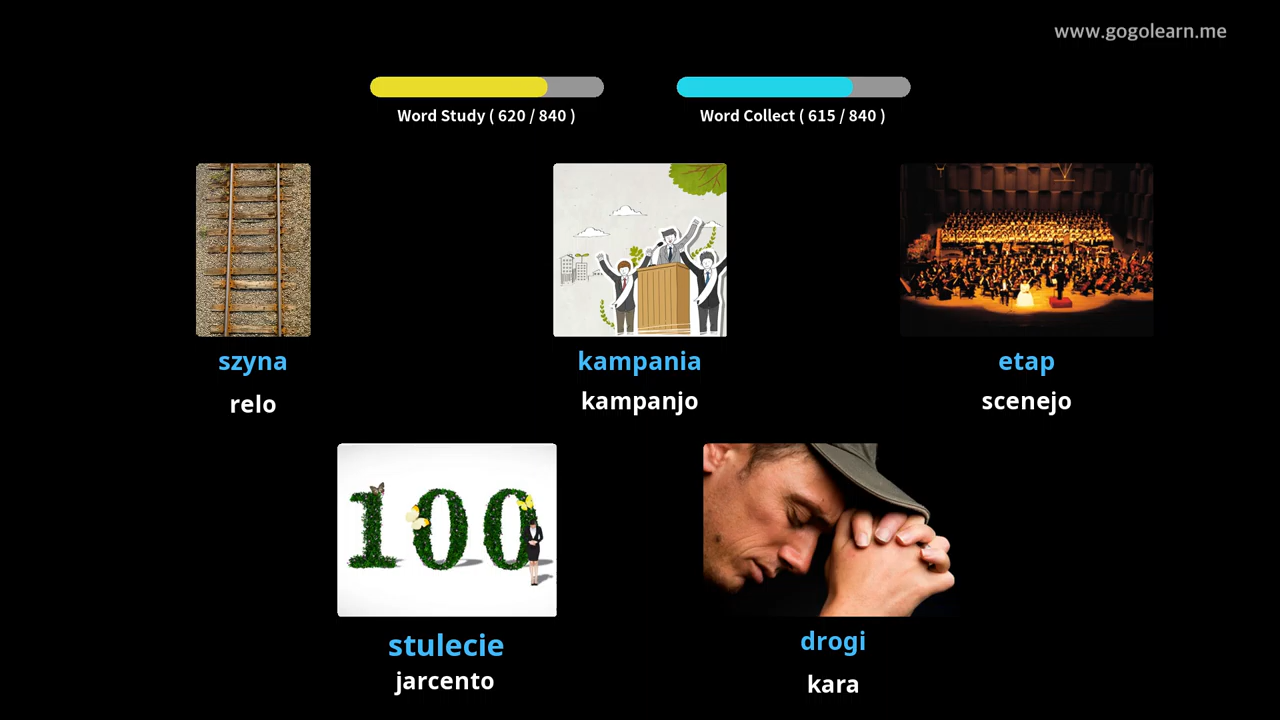 www.gogolearn.me
Word Study ( 620 / 840 )
Word Collect ( 615 / 840 )
szyna
kampania
etap
relo
kampanjo
scenejo
100
stulecie
drogi
jarcento
kara